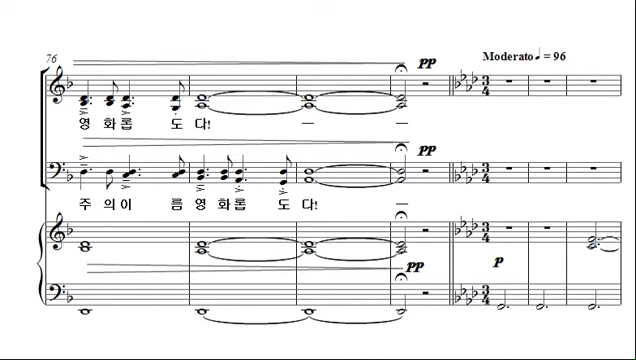 Moderato ♩ = 96
76
pp
영 화롭 도 다! — —
pp
주 의이 름 영 화롭 도 다! —
p
pp